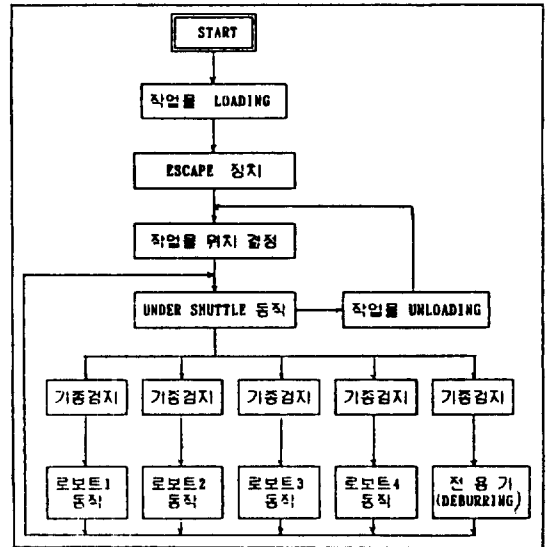 START
작업물 LOADING
ESCAPE 장치
작업물 위치 결정
UNDER SHUTTLE 동작
작업물 UNLOADING
기종검지
기종검지
기종검지
기종검지
기종검지
로보트1
동작
로보트2
동작
로보트3
동작
로보트4
동작
전 용 기
(DEBURRING)